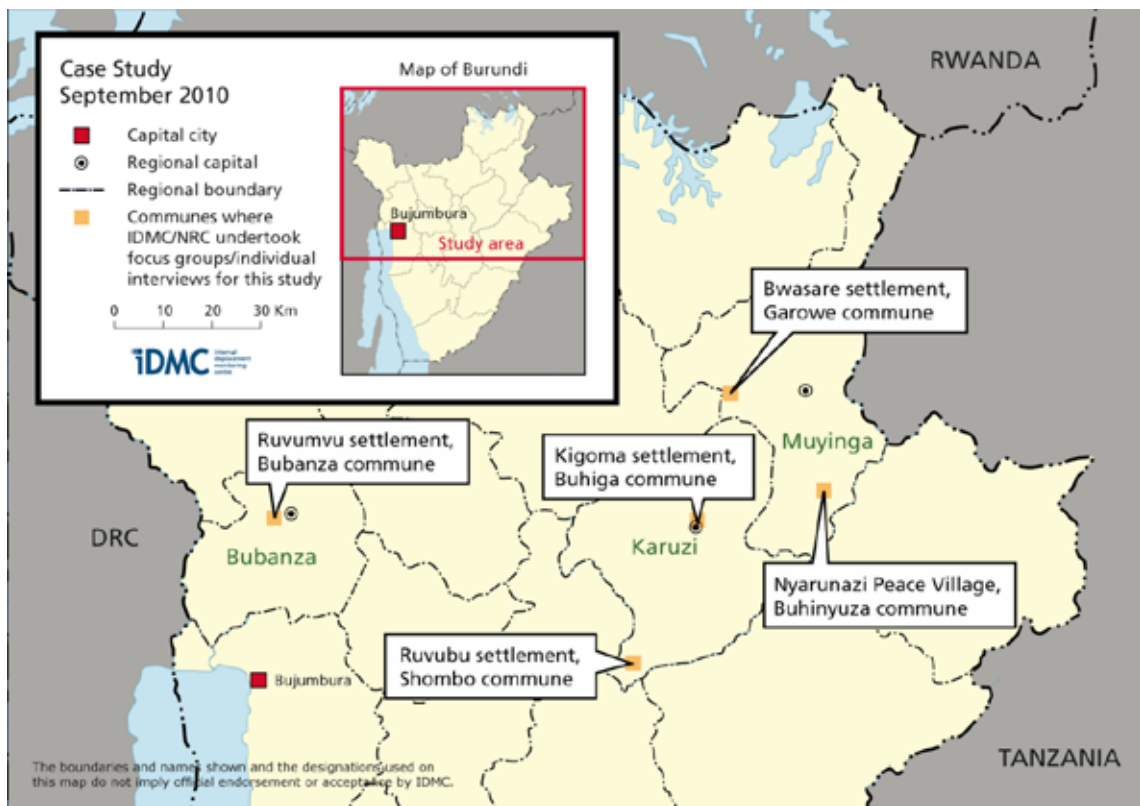 Case Study
September 2010
Capital city
Regional capital
Regional boundary
Communes where
IDMC/NRC undertook
focus groups/individual
interviews for this study
0 10 20 30 Km
iDMC
internal
displacement
monitoring
centre
Map of Burundi
Bujumbura
Study area
RWANDA
Bwasare settlement,
Garowe commune
Ruvumvu settlement,
Bubanza commune
Kigoma settlement,
Buhiga commune
Muyinga
DRC
Bubanza
Karuzi
Nyarunazi Peace Village,
Buhinyuza commune
Ruvubu settlement,
Shombo commune
Bujumbura
TANZANIA
The boundaries and names shown and the designations used on
this map do not imply official endorsement or acceptance by IDMC.